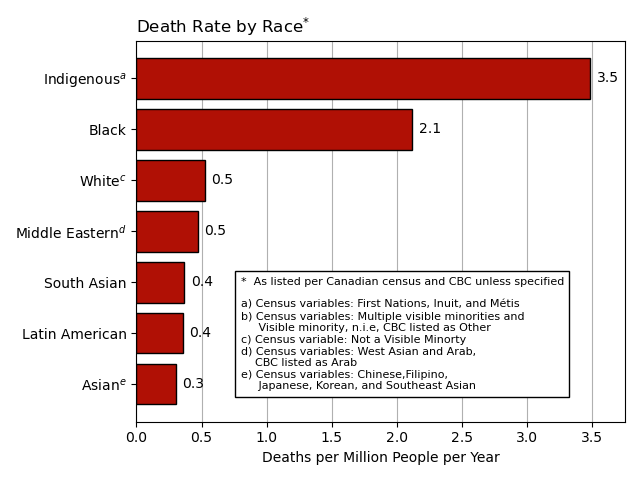 Death Rate by Race*
Indigenousᵃ
3.5
Black
2.1
Whiteᶜ
0.5
Middle Easternᵈ
0.5
South Asian
0.4
Latin American
0.4
Asianᵉ
0.3
* As listed per Canadian census and CBC unless specified
a) Census variables: First Nations, Inuit, and Métis
b) Census variables: Multiple visible minorities and
Visible minority, n.i.e, CBC listed as Other
c) Census variable: Not a Visible Minorty
d) Census variables: West Asian and Arab,
CBC listed as Arab
e) Census variables: Chinese,Filipino,
Japanese, Korean, and Southeast Asian
0.0 0.5 1.0 1.5 2.0 2.5 3.0 3.5
Deaths per Million People per Year